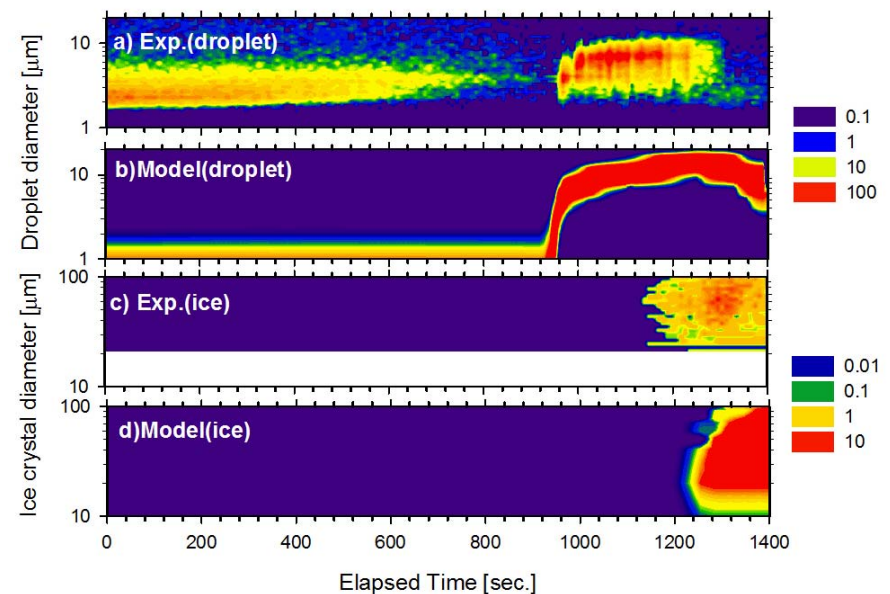 Droplet diameter [μm]
10
1
a) Exp.(droplet)
10
1
b)Model(droplet)
0.1
1
10
100
Ice crystal diameter [μm]
100
10
c) Exp.(ice)
100
10
d)Model(ice)
0.01
0.1
1
10
0 200 400 600 800 1000 1200 1400
Elapsed Time [sec.]